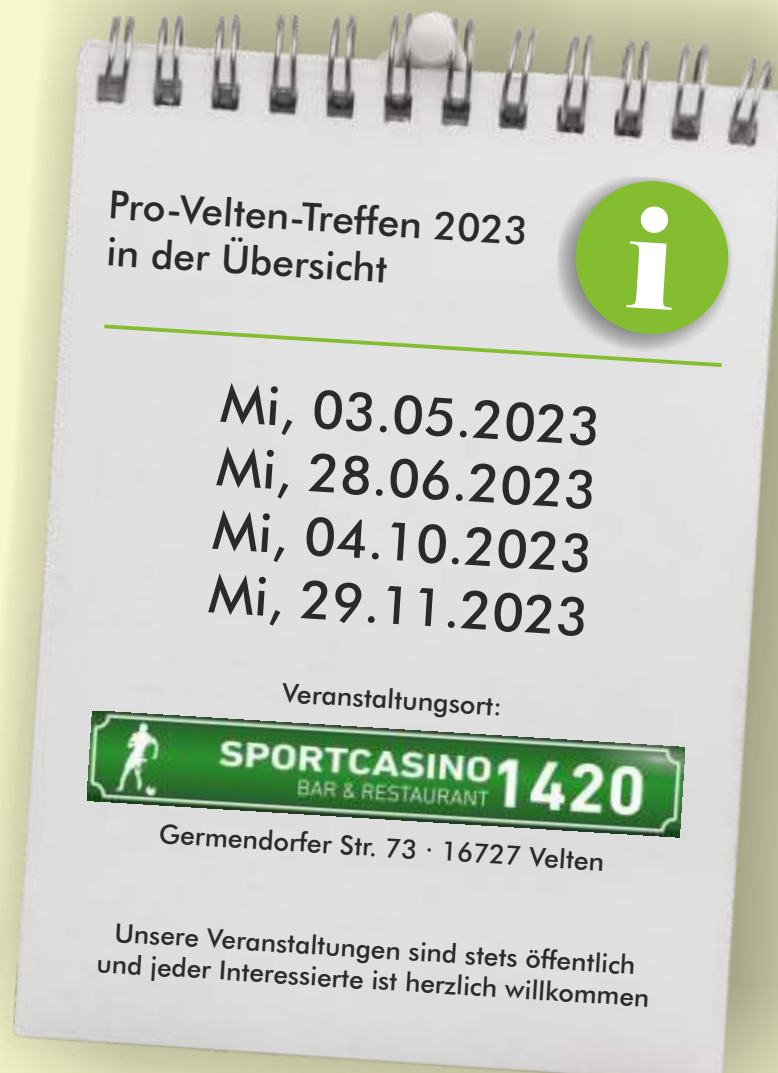 Pro-Velten-Treffen 2023
in der Übersicht
i
Mi, 03.05.2023
Mi, 28.06.2023
Mi, 04.10.2023
Mi, 29.11.2023
Veranstaltungsort:
SPORTCASINO 1420
BAR & RESTAURANT
Germendorfer Str. 73 · 16727 Velten
Unsere Veranstaltungen sind stets öffentlich
und jeder Interessierte ist herzlich willkommen